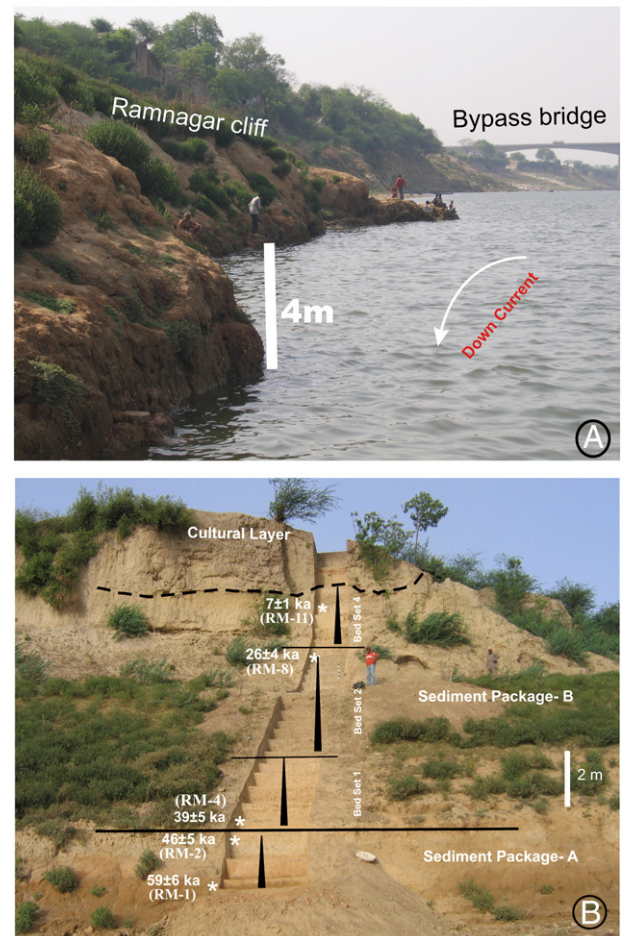 Ramnagar cliff
Bypass bridge
4m
Down Current
A
Cultural Layer
7±1 ka
(RM-11)
Bed Set 4
26±4 ka
(RM-8)
Bed Set 2
Sediment Package- B
2 m
(RM-4)
39±5 ka
Bed Set 1
46±5 ka
(RM-2)
Sediment Package- A
59±6 ka
(RM-1)
B